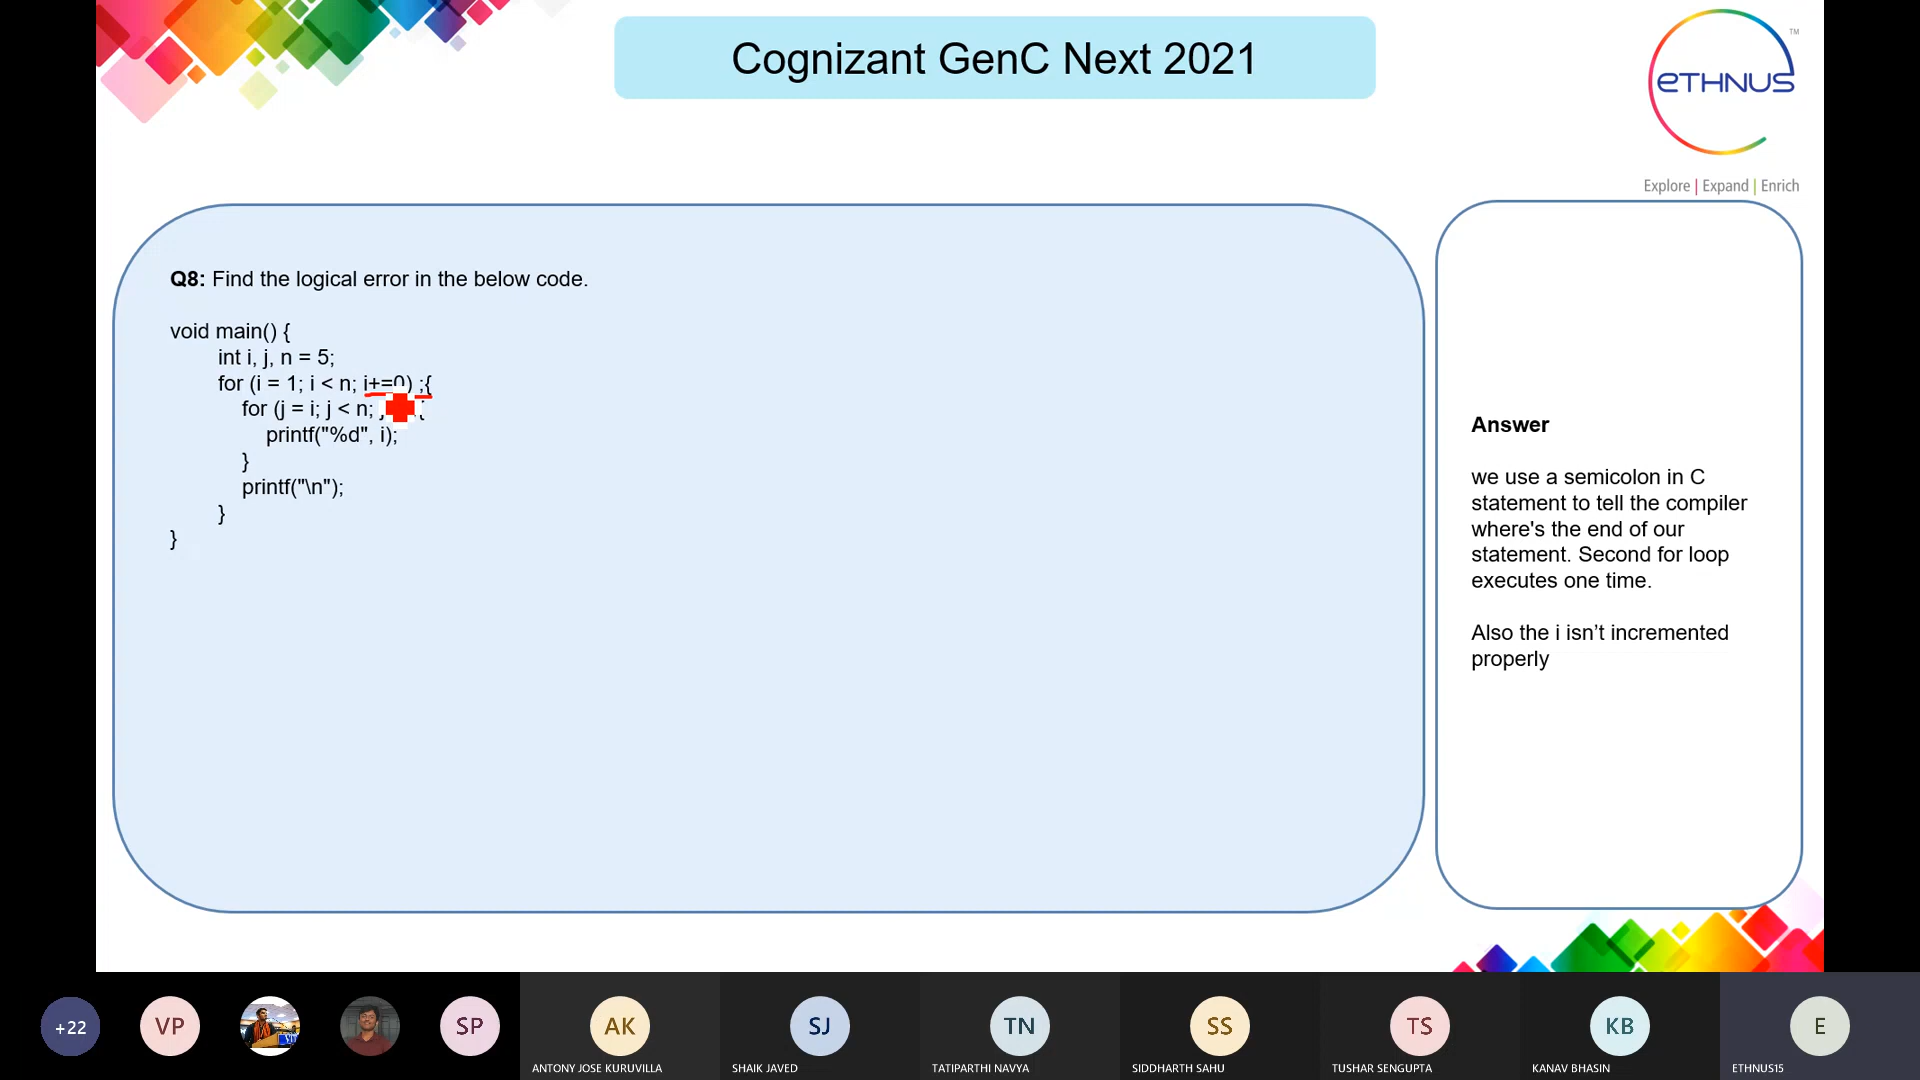 Cognizant GenC Next 2021
eTHNUS
TM
Explore | Expand | Enrich
Q8: Find the logical error in the below code.
void main() {
int i, j, n = 5;
for (i = 1; i < n; i+=0) ;{
for (j = i; j < n; {
printf("%d", i);
}
printf("\n");
}
}
Answer
we use a semicolon in C
statement to tell the compiler
where's the end of our
statement. Second for loop
executes one time.
Also the i isn’t incremented
properly
+22
VP
SP
AK
SJ
TN
SS
TS
KB
E
ANTONY JOSE KURUVILLA
SHAIK JAVED
TATIPARTHI NAVYA
SIDDHARTH SAHU
TUSHAR SENGUPTA
KANAV BHASIN
ETHNUS15